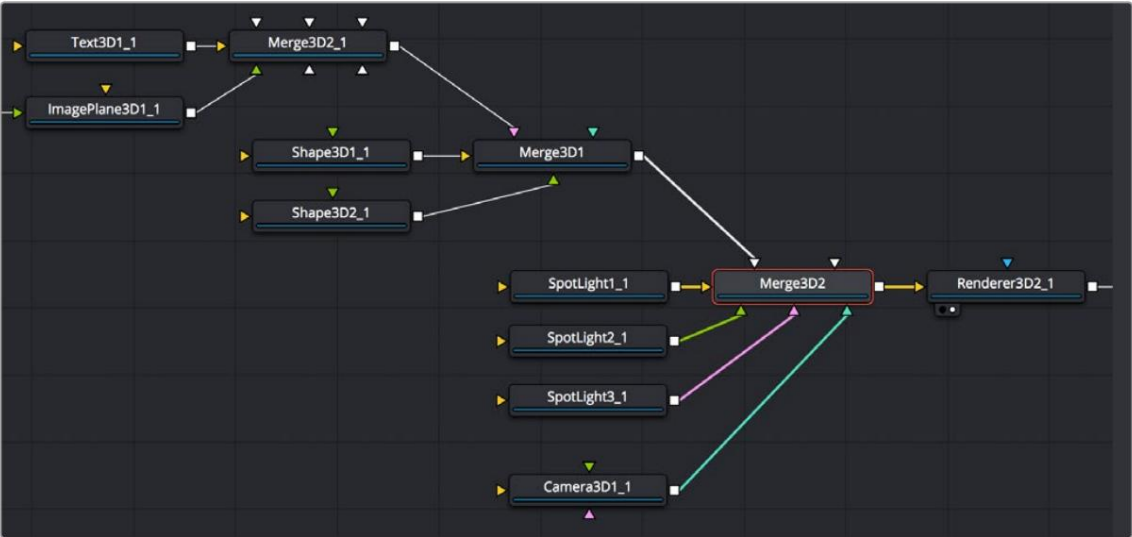 Text3D1_1
Merge3D2_1
ImagePlane3D1_1
Shape3D1_1
Merge3D1
Shape3D2_1
SpotLight1_1
Merge3D2
Renderer3D2_1
SpotLight2_1
SpotLight3_1
Camera3D1_1